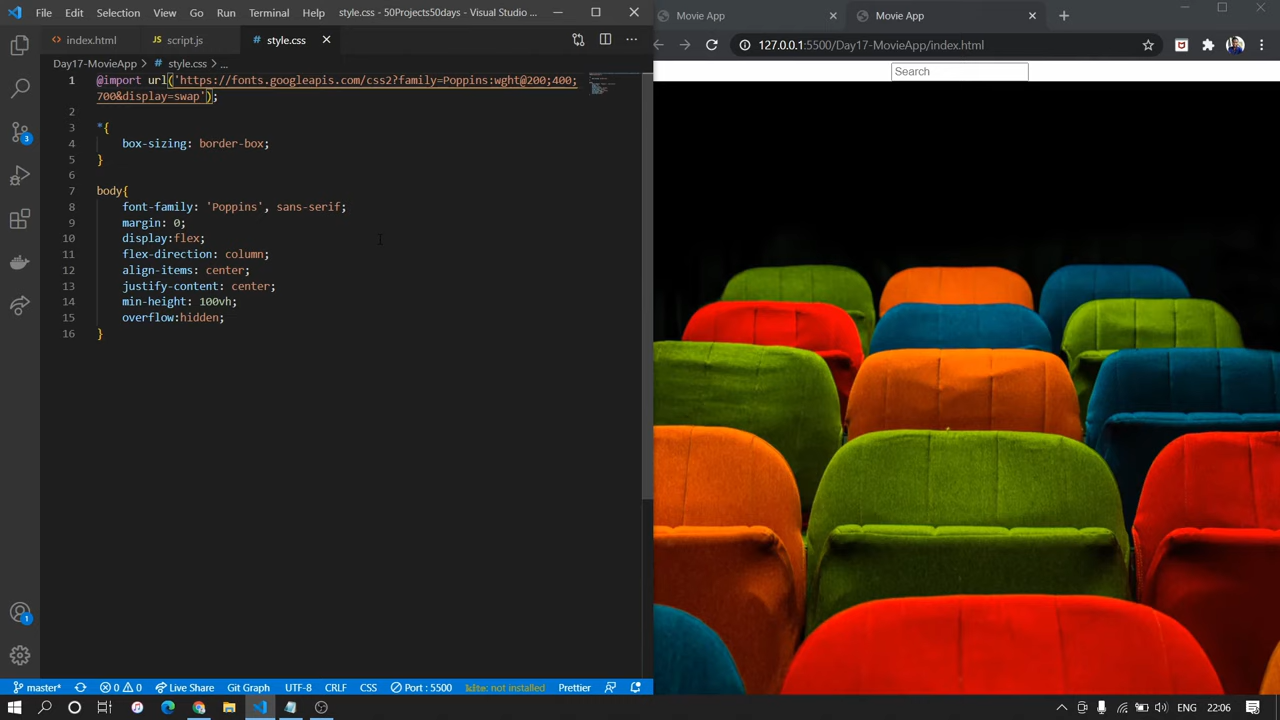 File Edit Selection View Go Run Terminal Help style.css - 50Projects50days - Visual Studio ...
index.html
script.js
# style.css
Day17-MovieApp > # style.css > ...
1 @import url('https://fonts.googleapis.com/css2?family=Poppins:wght@200;400;
700&display=swap');
2
3 *{
4 box-sizing: border-box;
5 }
6
7 body{
8 font-family: 'Poppins', sans-serif;
9 margin: 0;
10 display:flex;
11 flex-direction: column;
12 align-items: center;
13 justify-content: center;
14 min-height: 100vh;
15 overflow:hidden;
16 }
3
1
master* 0 0 Live Share Git Graph UTF-8 CRLF CSS Port : 5500 kite: not installed Prettier
Movie App
Movie App
127.0.0.1:5500/Day17-MovieApp/index.html
Search
ENG 22:06